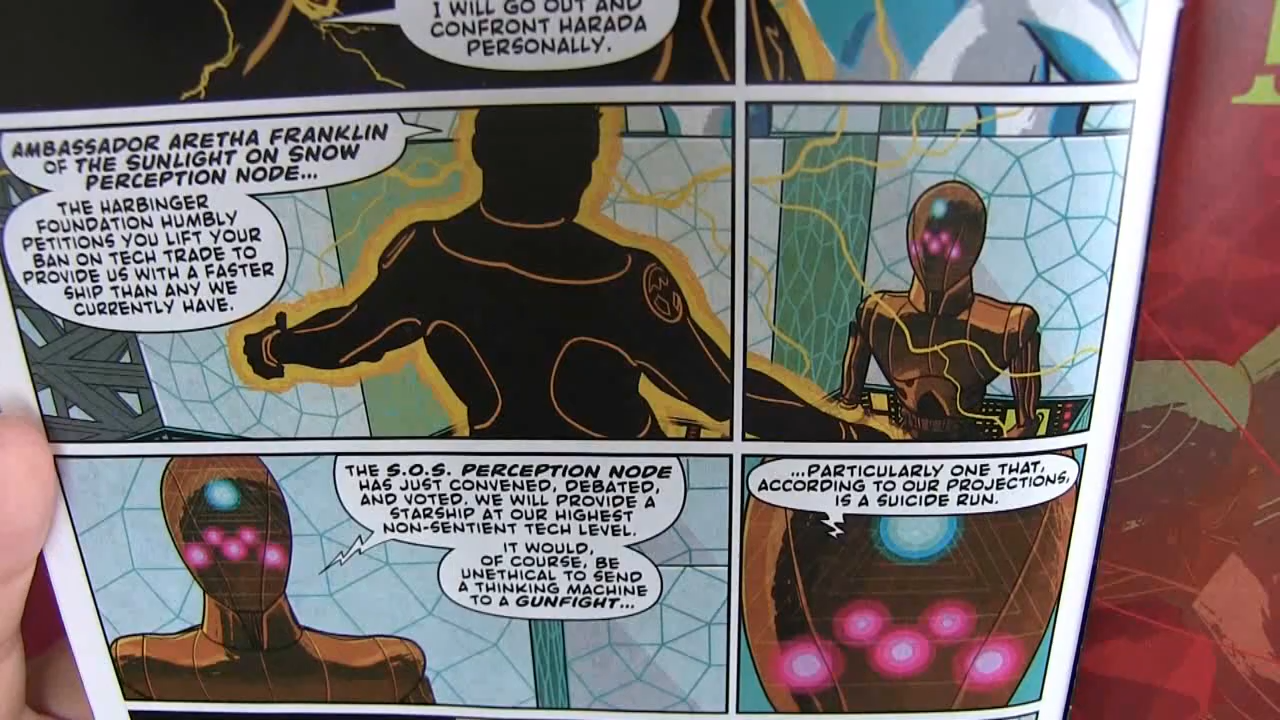 I WILL GO OUT AND
CONFRONT HARADA
PERSONALLY.
AMBASSADOR ARETHA FRANKLIN
OF THE SUNLIGHT ON SNOW
PERCEPTION NODE...
THE HARBINGER
FOUNDATION HUMBLY
PETITIONS YOU LIFT YOUR
BAN ON TECH TRADE TO
PROVIDE US WITH A FASTER
SHIP THAN ANY WE
CURRENTLY HAVE.
THE S.O.S. PERCEPTION NODE
HAS JUST CONVENED, DEBATED,
AND VOTED. WE WILL PROVIDE A
STARSHIP AT OUR HIGHEST
NON-SENTIENT TECH LEVEL.
IT WOULD,
OF COURSE, BE
UNETHICAL TO SEND
A THINKING MACHINE
TO A GUNFIGHT...
...PARTICULARLY ONE THAT,
ACCORDING TO OUR PROJECTIONS,
IS A SUICIDE RUN.